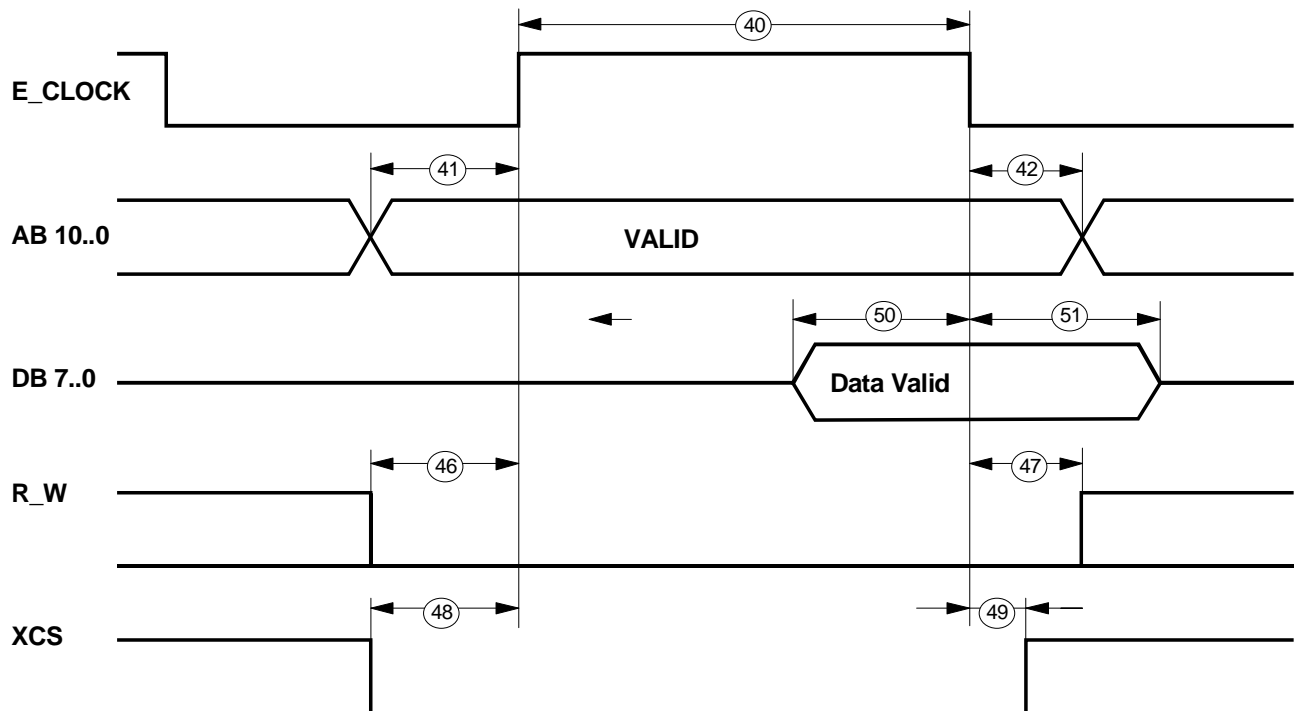 40
E_CLOCK
41
42
AB 10..0
VALID
50
51
DB 7..0
Data Valid
46
47
R_W
48
49
XCS